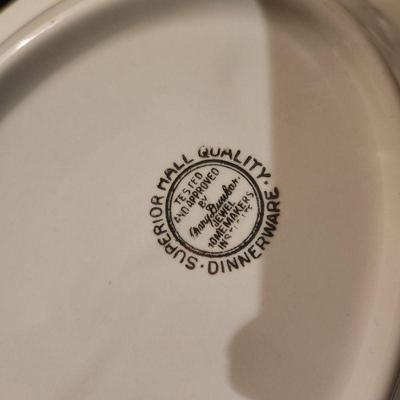 SUPERIOR HALL QUALITY · DINNERWARE ·
TESTED
AND APPROVED
BY
Mary Dunbar
JEWEL
HOMEMAKERS
INSTITUTE